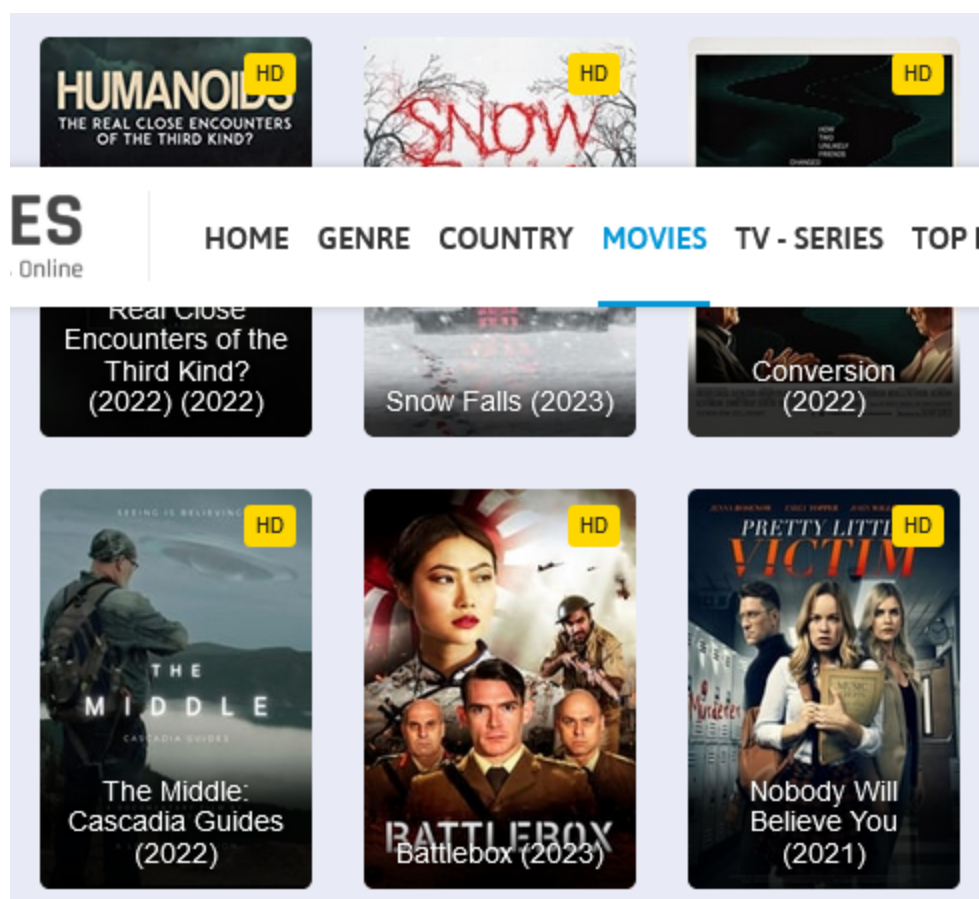 HD
HUMANOIDS
THE REAL CLOSE ENCOUNTERS
OF THE THIRD KIND?
HD
SNOW
HD
HOW
TWO
UNLIKELY
FRIENDS
CHANGED
ES
Online
HOME GENRE COUNTRY MOVIES TV - SERIES TOP
Real Close
Encounters of the
Third Kind?
(2022) (2022)
Snow Falls (2023)
Conversion
(2022)
HD
SEEING IS BELIEVING
THE
MIDDLE
CASCADIA GUIDES
The Middle:
Cascadia Guides
(2022)
HD
BATTLEBOX
Battlebox (2023)
HD
PRETTY LITTL
VICTIM
Murderer
MUSIC
Nobody Will
Believe You
(2021)